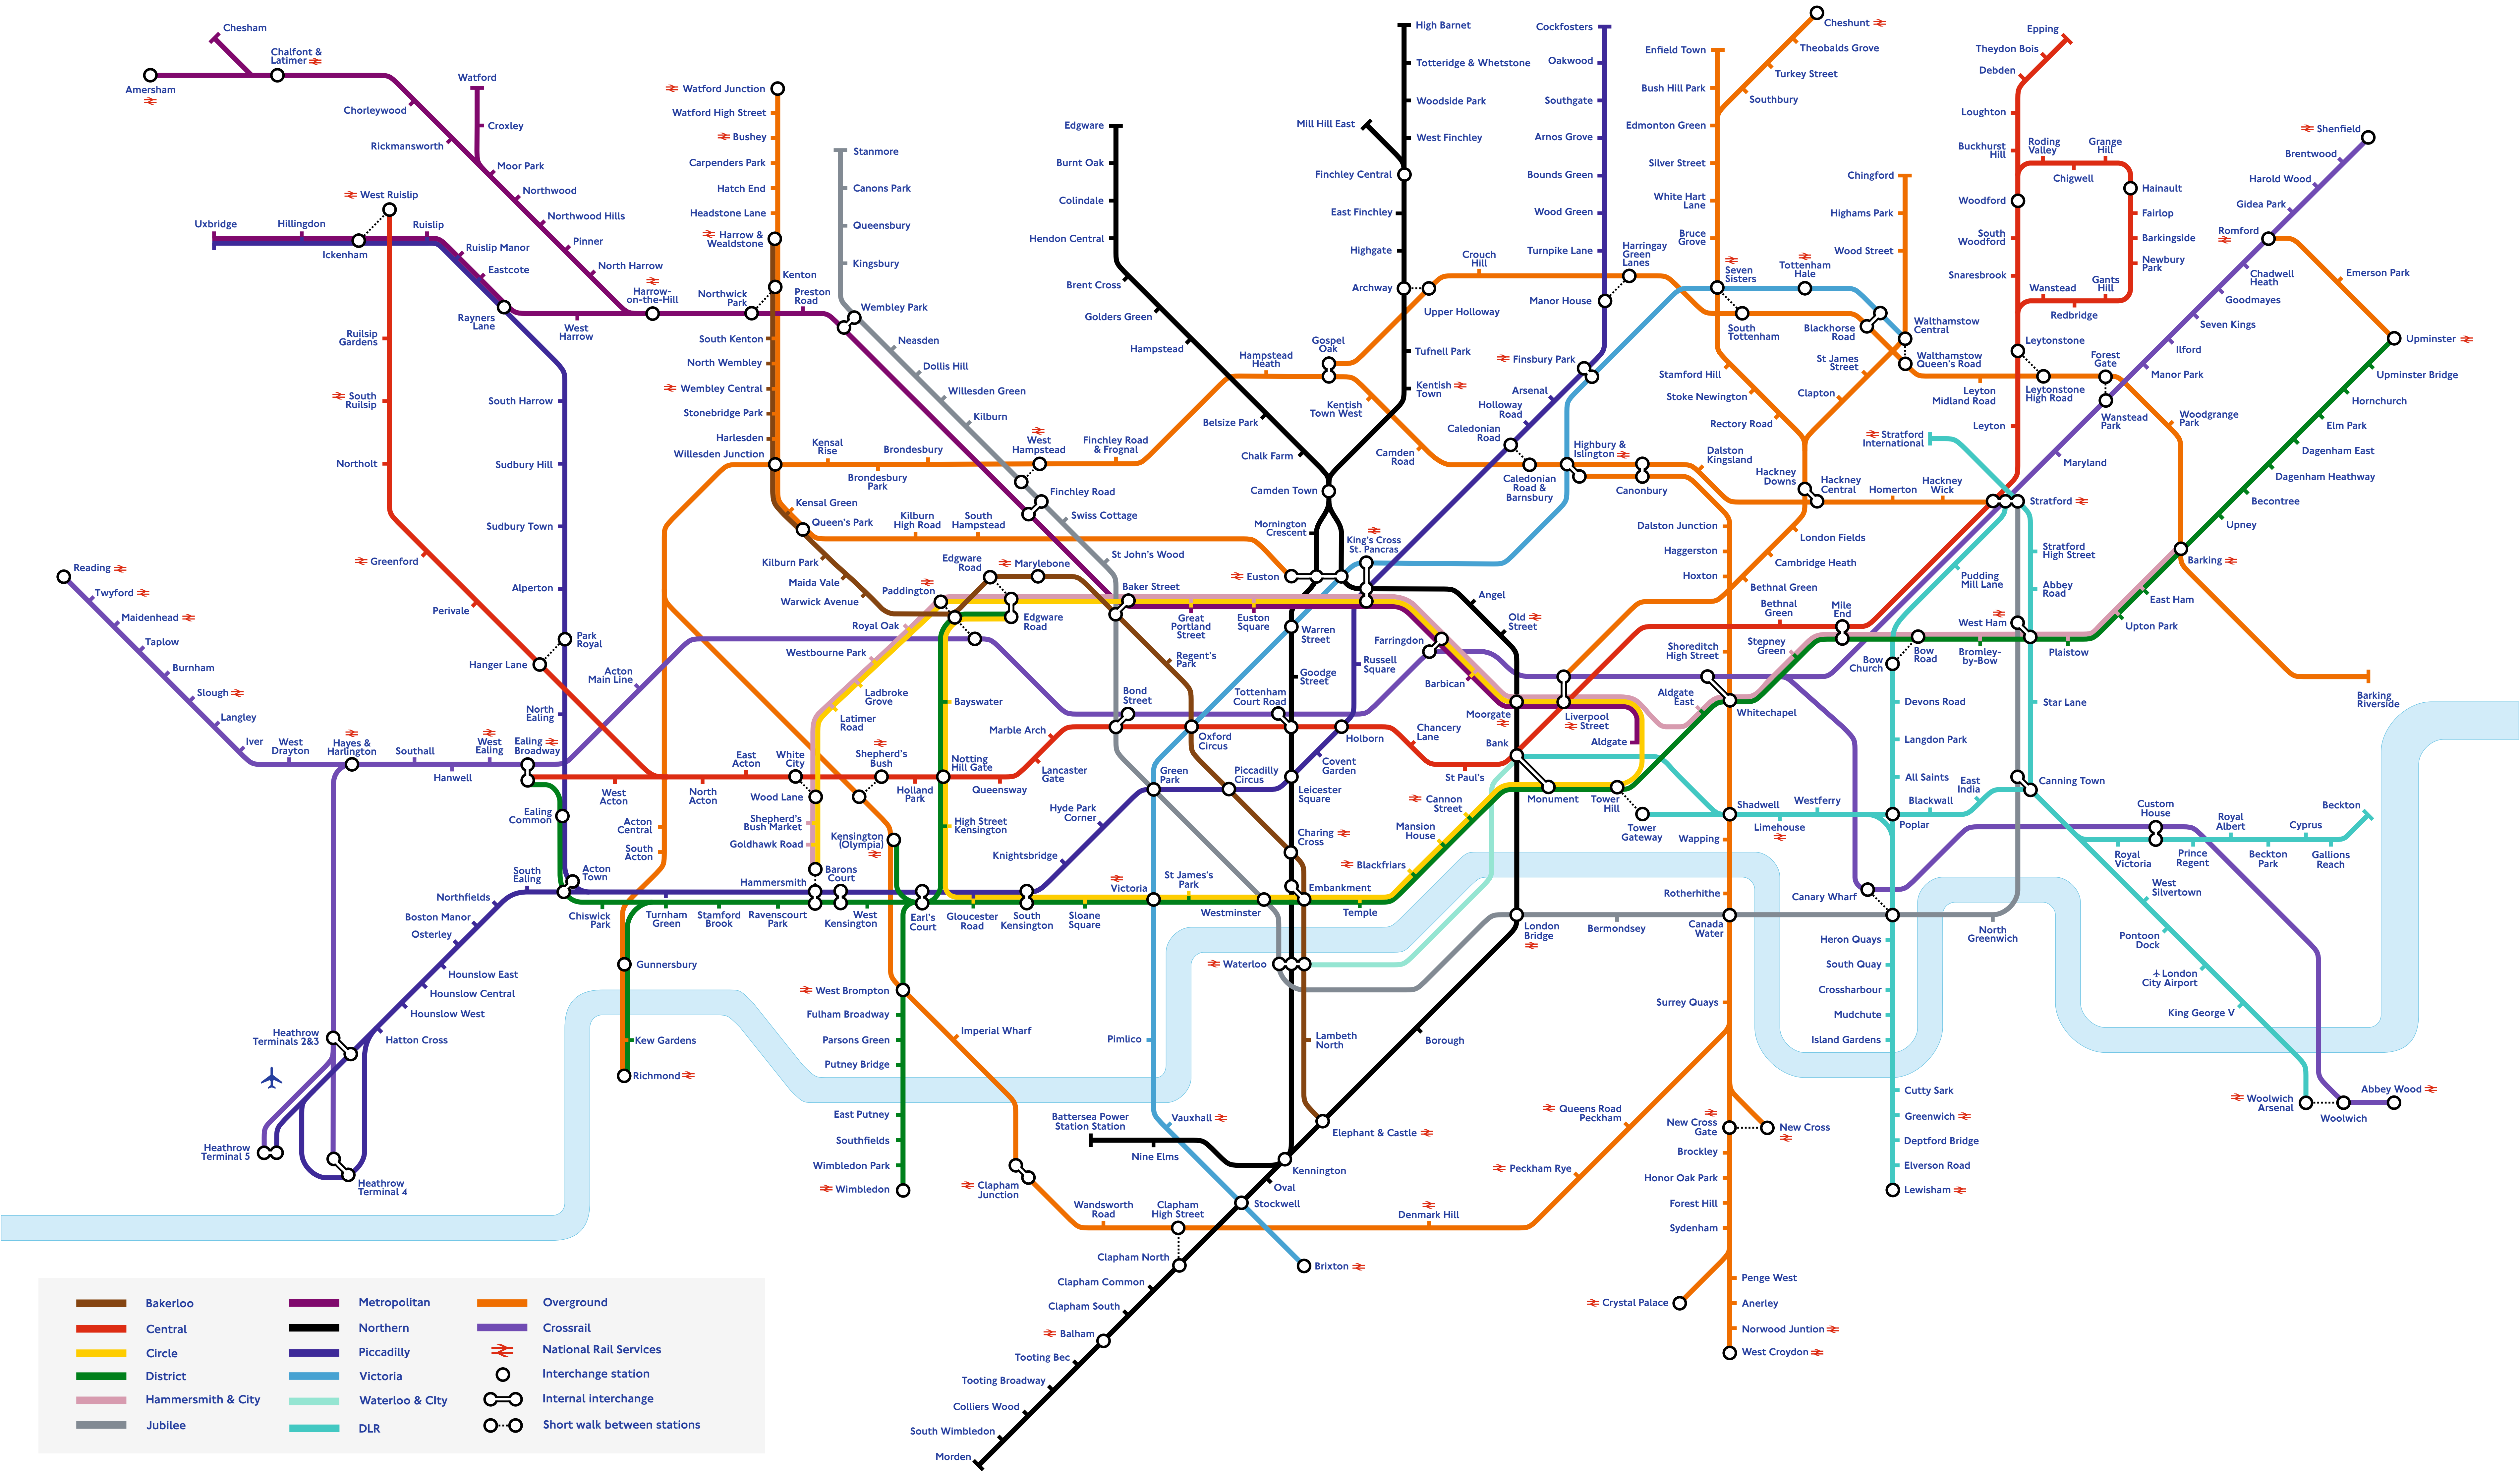 Chesham
Chalfont &
Latimer
Amersham
Chorleywood
Rickmansworth
Watford
Croxley
Moor Park
Northwood
Northwood Hills
Pinner
North Harrow
Harrow-
on-the-Hill
West Ruislip
Uxbridge
Hillingdon
Ickenham
Ruislip
Ruislip Manor
Eastcote
Rayners
Lane
West
Harrow
Northwick
Park
Preston
Road
Wembley Park
Watford Junction
Watford High Street
Bushey
Carpenders Park
Hatch End
Headstone Lane
Harrow &
Wealdstone
Kenton
South Kenton
North Wembley
Wembley Central
Stonebridge Park
Harlesden
Willesden Junction
Kensal Green
Queen's Park
Kilburn Park
Maida Vale
Warwick Avenue
Stanmore
Canons Park
Queensbury
Kingsbury
Neasden
Dollis Hill
Willesden Green
Kilburn
West
Hampstead
Finchley Road
Swiss Cottage
St John's Wood
Baker Street
Edgware
Burnt Oak
Colindale
Hendon Central
Brent Cross
Golders Green
Hampstead
Belsize Park
Chalk Farm
Camden Town
Mornington
Crescent
High Barnet
Totteridge & Whetstone
Woodside Park
West Finchley
Mill Hill East
Finchley Central
East Finchley
Highgate
Archway
Tufnell Park
Kentish
Town
Cockfosters
Oakwood
Southgate
Arnos Grove
Bounds Green
Wood Green
Turnpike Lane
Manor House
Finsbury Park
Arsenal
Holloway
Road
Caledonian
Road
Enfield Town
Bush Hill Park
Edmonton Green
Silver Street
White Hart
Lane
Bruce
Grove
Seven
Sisters
Cheshunt
Theobalds Grove
Turkey Street
Southbury
Chingford
Highams Park
Wood Street
Walthamstow
Central
Walthamstow
Queen's Road
Tottenham
Hale
Blackhorse
Road
South
Tottenham
Harringay
Green
Lanes
Crouch
Hill
Upper Holloway
Gospel
Oak
Hampstead
Heath
Kentish
Town West
Camden
Road
St James
Street
Clapton
Stamford Hill
Stoke Newington
Rectory Road
Hackney
Downs
Hackney
Central
Homerton
Hackney
Wick
London Fields
Cambridge Heath
Bethnal Green
Epping
Theydon Bois
Debden
Loughton
Buckhurst
Hill
Roding
Valley
Grange
Hill
Chigwell
Hainault
Fairlop
Barkingside
Newbury
Park
Gants
Hill
Redbridge
Wanstead
Woodford
South
Woodford
Snaresbrook
Leytonstone
Leyton
Leyton
Midland Road
Leytonstone
High Road
Forest
Gate
Wanstead
Park
Woodgrange
Park
Shenfield
Brentwood
Harold Wood
Gidea Park
Romford
Chadwell
Heath
Goodmayes
Seven Kings
Ilford
Manor Park
Maryland
Emerson Park
Upminster
Upminster Bridge
Hornchurch
Elm Park
Dagenham East
Dagenham Heathway
Becontree
Upney
Barking
East Ham
Upton Park
Plaistow
Barking
Riverside
Stratford
International
Stratford
Stratford
High Street
Abbey
Road
West Ham
Star Lane
Canning Town
Pudding
Mill Lane
Bow
Church
Bow
Road
Bromley-
by-Bow
Devons Road
Langdon Park
All Saints
Poplar
Blackwall
East
India
Westferry
Limehouse
Shadwell
Tower
Gateway
Ruilsip
Gardens
South
Ruilsip
Northolt
Greenford
Perivale
Hanger Lane
South Harrow
Sudbury Hill
Sudbury Town
Alperton
Park
Royal
North
Ealing
Ealing
Common
Acton
Town
South
Ealing
Northfields
Boston Manor
Osterley
Hounslow East
Hounslow Central
Hounslow West
Hatton Cross
Heathrow
Terminals 2&3
Heathrow
Terminal 5
Heathrow
Terminal 4
Reading
Twyford
Maidenhead
Taplow
Burnham
Slough
Langley
Iver
West
Drayton
Hayes &
Harlington
Southall
Hanwell
West
Ealing
Ealing
Broadway
Acton
Main Line
West
Acton
North
Acton
East
Acton
White
City
Wood Lane
Shepherd's
Bush
Holland
Park
Notting
Hill Gate
Queensway
Lancaster
Gate
Marble Arch
Bond
Street
Oxford
Circus
Tottenham
Court Road
Holborn
Chancery
Lane
St Paul's
Bank
Kensal
Rise
Brondesbury
Park
Brondesbury
Finchley Road
& Frognal
Kilburn
High Road
South
Hampstead
Euston
King's Cross
St. Pancras
Caledonian
Road &
Barnsbury
Highbury &
Islington
Canonbury
Dalston
Kingsland
Dalston Junction
Haggerston
Hoxton
Shoreditch
High Street
Edgware
Road
Marylebone
Paddington
Edgware
Road
Royal Oak
Westbourne Park
Ladbroke
Grove
Latimer
Road
Shepherd's
Bush Market
Goldhawk Road
Hammersmith
Bayswater
High Street
Kensington
Kensington
(Olympia)
Great
Portland
Street
Euston
Square
Warren
Street
Goodge
Street
Russell
Square
Regent's
Park
Angel
Old
Street
Farringdon
Barbican
Moorgate
Liverpool
Street
Aldgate
Aldgate
East
Whitechapel
Stepney
Green
Bethnal
Green
Mile
End
Piccadilly
Circus
Green
Park
Leicester
Square
Covent
Garden
Hyde Park
Corner
Knightsbridge
Charing
Cross
Embankment
Temple
Blackfriars
Mansion
House
Cannon
Street
Monument
Tower
Hill
Acton
Central
South
Acton
Chiswick
Park
Turnham
Green
Stamford
Brook
Ravenscourt
Park
Barons
Court
West
Kensington
Earl's
Court
Gloucester
Road
South
Kensington
Sloane
Square
Victoria
St James's
Park
Westminster
Waterloo
Lambeth
North
Gunnersbury
Kew Gardens
Richmond
West Brompton
Fulham Broadway
Parsons Green
Putney Bridge
East Putney
Southfields
Wimbledon Park
Wimbledon
Imperial Wharf
Clapham
Junction
Pimlico
Vauxhall
Battersea Power
Station Station
Nine Elms
Kennington
Elephant & Castle
Borough
London
Bridge
Oval
Stockwell
Brixton
Wandsworth
Road
Clapham
High Street
Clapham North
Clapham Common
Clapham South
Balham
Tooting Bec
Tooting Broadway
Colliers Wood
South Wimbledon
Morden
Denmark Hill
Peckham Rye
Queens Road
Peckham
Wapping
Rotherhithe
Canada
Water
Bermondsey
Surrey Quays
New Cross
Gate
New Cross
Brockley
Honor Oak Park
Forest Hill
Sydenham
Crystal Palace
Penge West
Anerley
Norwood Juntion
West Croydon
Canary Wharf
Heron Quays
South Quay
Crossharbour
Mudchute
Island Gardens
Cutty Sark
Greenwich
Deptford Bridge
Elverson Road
Lewisham
North
Greenwich
Custom
House
Royal
Victoria
Prince
Regent
Royal
Albert
Beckton
Park
Cyprus
Gallions
Reach
Beckton
West
Silvertown
Pontoon
Dock
London
City Airport
King George V
Woolwich
Arsenal
Woolwich
Abbey Wood
Bakerloo
Central
Circle
District
Hammersmith & City
Jubilee
Metropolitan
Northern
Piccadilly
Victoria
Waterloo & CIty
DLR
Overground
Crossrail
National Rail Services
Interchange station
Internal interchange
Short walk between stations